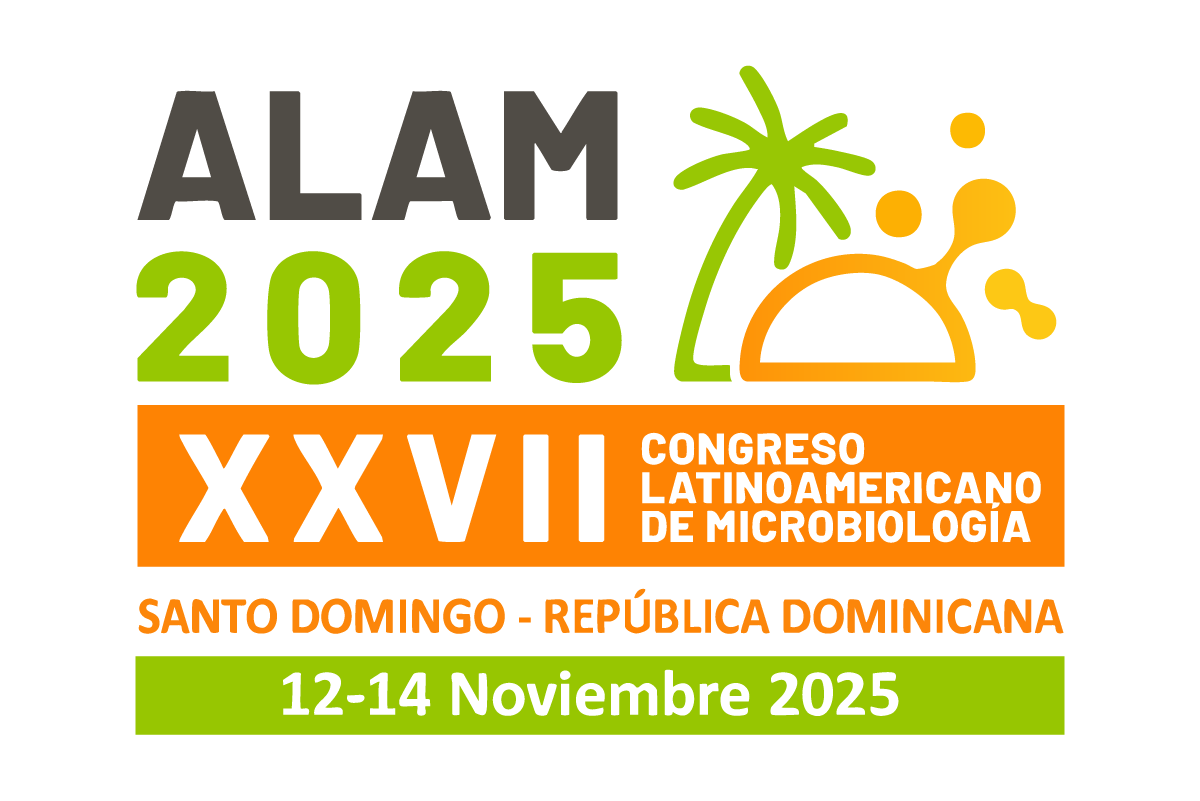 ALAM
2025
XXVII
CONGRESO
LATINOAMERICANO
DE MICROBIOLOGÍA
SANTO DOMINGO - REPÚBLICA DOMINICANA
12-14 Noviembre 2025